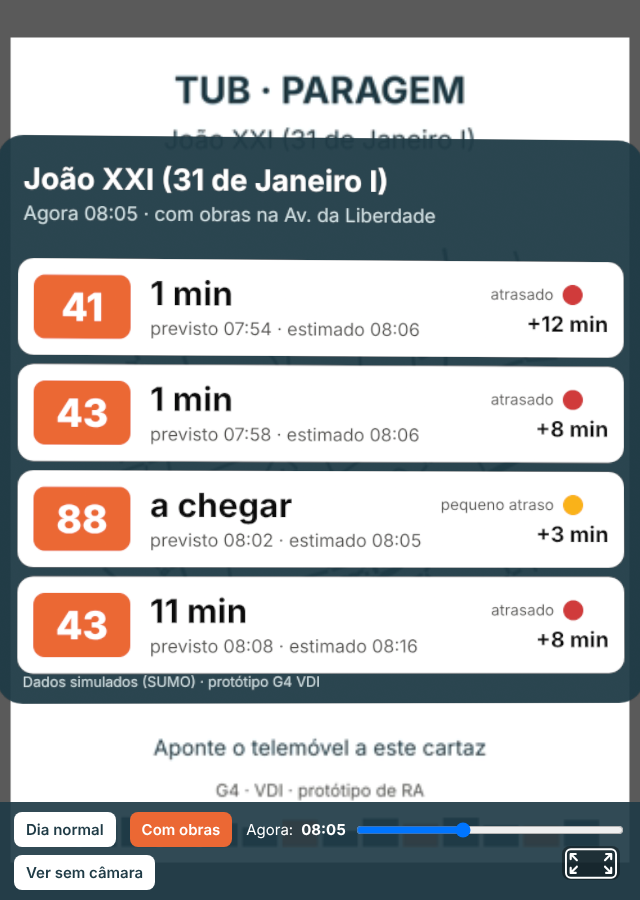 TUB · PARAGEM
João XXI (31 de Janeiro I)
João XXI (31 de Janeiro I)
Agora 08:05 · com obras na Av. da Liberdade
41
1 min
previsto 07:54 · estimado 08:06
atrasado
+12 min
43
1 min
previsto 07:58 · estimado 08:06
atrasado
+8 min
88
a chegar
previsto 08:02 · estimado 08:05
pequeno atraso
+3 min
43
11 min
previsto 08:08 · estimado 08:16
atrasado
+8 min
Dados simulados (SUMO) · protótipo G4 VDI
Aponte o telemóvel a este cartaz
G4 · VDI · protótipo de RA
Dia normal
Com obras
Agora: 08:05
Ver sem câmara